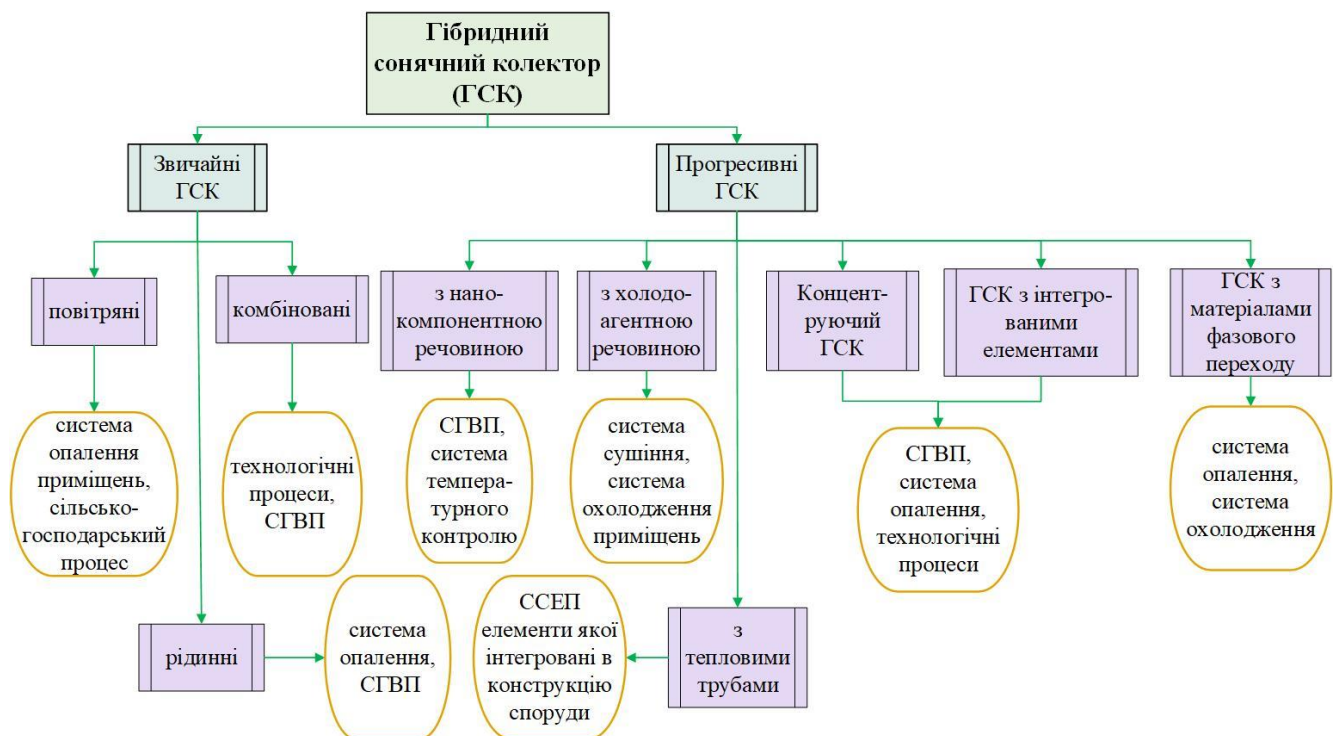 Гібридний
сонячний колектор
(ГСК)
Звичайні
ГСК
Прогресивні
ГСК
повітряні
комбіновані
з нано-
компонентною
речовиною
з холодо-
агентною
речовиною
Концент-
руючий
ГСК
ГСК з інтегро-
ваними
елементами
ГСК з
матеріалами
фазового
переходу
система
опалення
приміщень,
сільсько-
господарський
процес
технологічні
процеси,
СГВП
СГВП,
система
темпера-
турного
контролю
система
сушіння,
система
охолодження
приміщень
СГВП,
система
опалення,
технологічні
процеси
система
опалення,
система
охолодження
рідинні
система
опалення,
СГВП
ССЕП
елементи якої
інтегровані в
конструкцію
споруди
з
тепловими
трубами